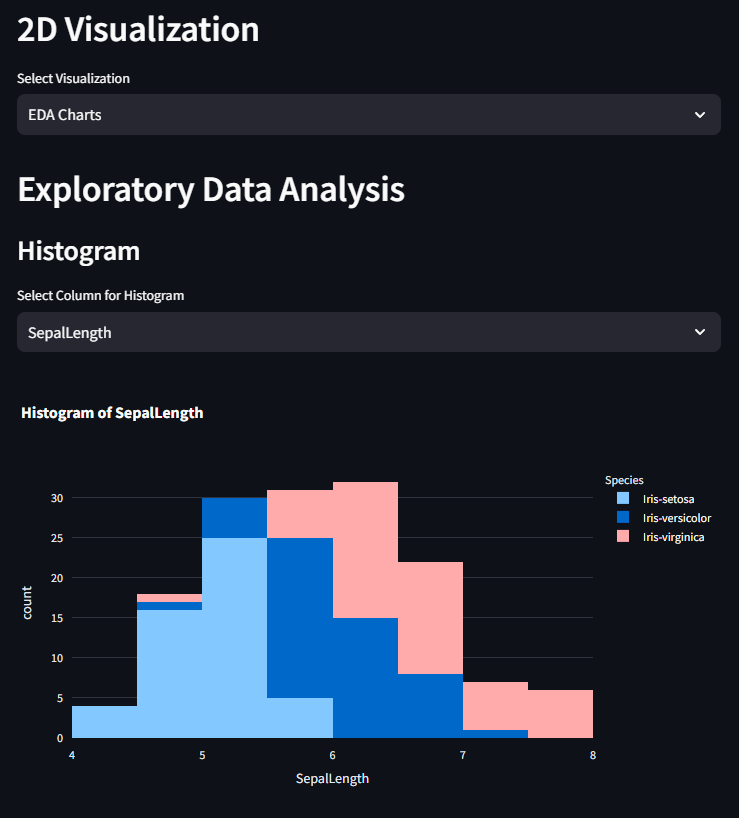 2D Visualization
Select Visualization
EDA Charts
Exploratory Data Analysis
Histogram
Select Column for Histogram
SepalLength
Histogram of SepalLength
Species
Iris-setosa
Iris-versicolor
Iris-virginica
30
25
20
15
10
5
0
count
4 5 6 7 8
SepalLength